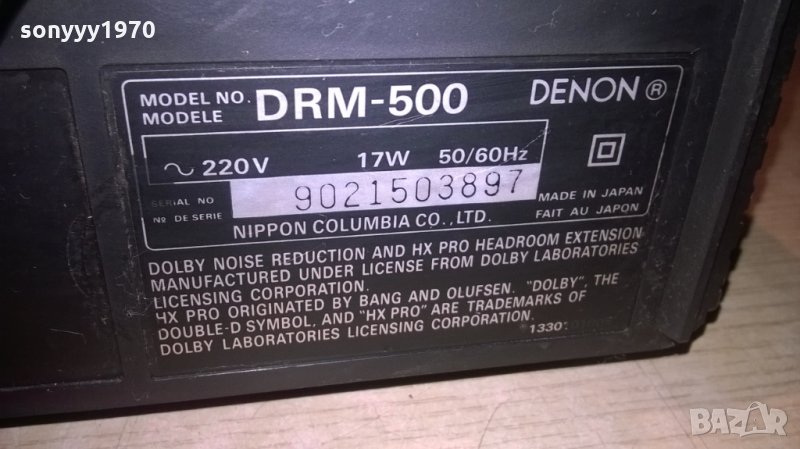 sonyyy1970
MODEL NO. DRM-500 DENON ®
MODELE
~ 220V 17W 50/60Hz
SERIAL NO 9021503897 MADE IN JAPAN
Nº DE SERIE FAIT AU JAPON
NIPPON COLUMBIA CO., LTD.
DOLBY NOISE REDUCTION AND HX PRO HEADROOM EXTENSION
MANUFACTURED UNDER LICENSE FROM DOLBY LABORATORIES
LICENSING CORPORATION.
HX PRO ORIGINATED BY BANG AND OLUFSEN. "DOLBY", THE
DOUBLE-D SYMBOL, AND "HX PRO" ARE TRADEMARKS OF
DOLBY LABORATORIES LICENSING CORPORATION.
BAZAR
bg